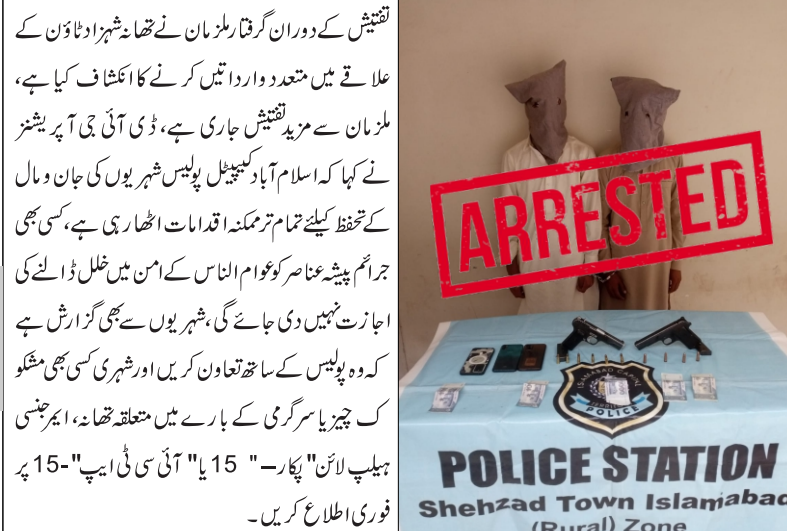 تفتیش کے دوران گرفتار ملزمان نے تھانہ شہزاد ٹاؤن کے
علاقے میں متعدد وارداتیں کرنے کا انکشاف کیا ہے،
ملزمان سے مزید تفتیش جاری ہے، ڈی آئی جی آپریشنز
نے کہا کہ اسلام آباد کیپیٹل پولیس شہریوں کی جان و مال
کے تحفظ کیلئے تمام تر ممکنہ اقدامات اٹھا رہی ہے، کسی بھی
جرائم پیشہ عناصر کو عوام الناس کے امن میں خلل ڈالنے کی
اجازت نہیں دی جائے گی، شہریوں سے بھی گزارش ہے
کہ وہ پولیس کے ساتھ تعاون کریں اور شہری کسی بھی مشکو
ک چیز یا سرگرمی کے بارے میں متعلقہ تھانہ، ایمرجنسی
ہیلپ لائن" پکار– " 15 یا" آئی سی ٹی ایپ"-15 پر
فوری اطلاع کریں۔
ARRESTED
ISLAMABAD CAPITAL
POLICE
POLICE STATION
Shehzad Town Islamabad
(Rural) Zone